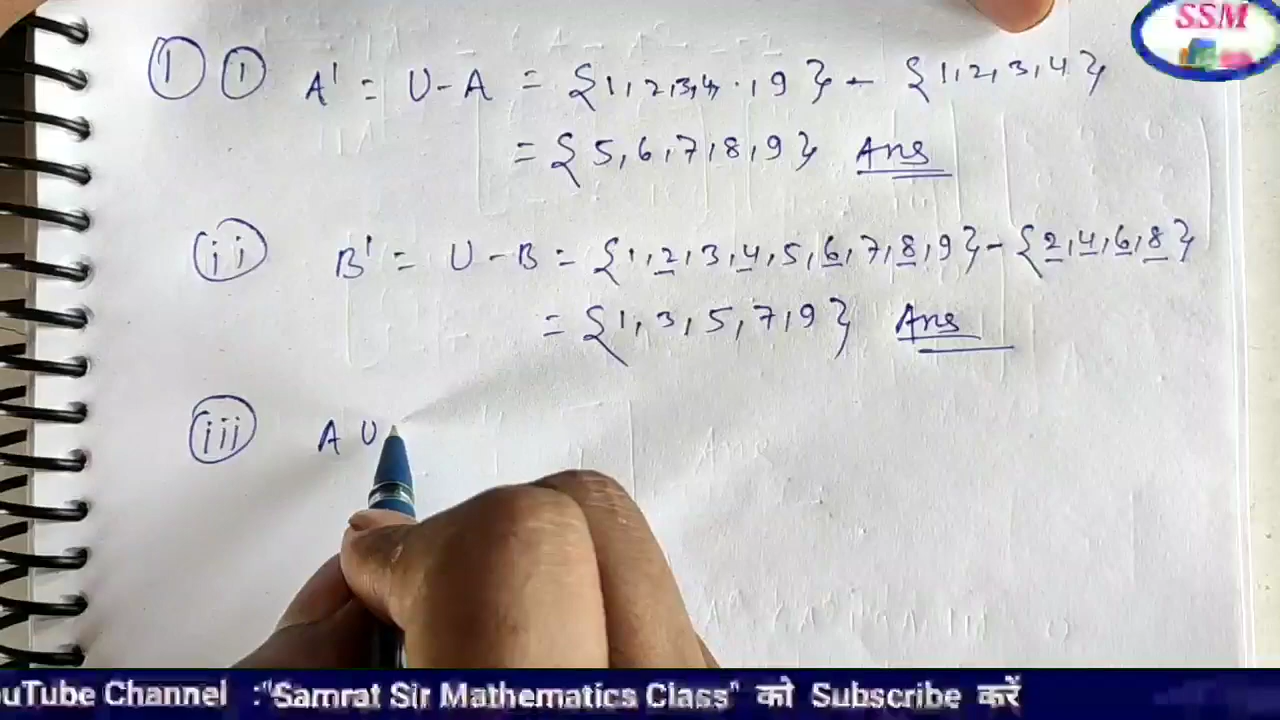 SSM
① ① A' = U - A = {1, 2, 3, 4, . , 9} - {1, 2, 3, 4}
= {5, 6, 7, 8, 9} Ans
(ii) B' = U - B = {1, 2, 3, 4, 5, 6, 7, 8, 9} - {2, 4, 6, 8}
= {1, 3, 5, 7, 9} Ans
(iii) A U
ouTube Channel :"Samrat Sir Mathematics Class" को Subscribe करें